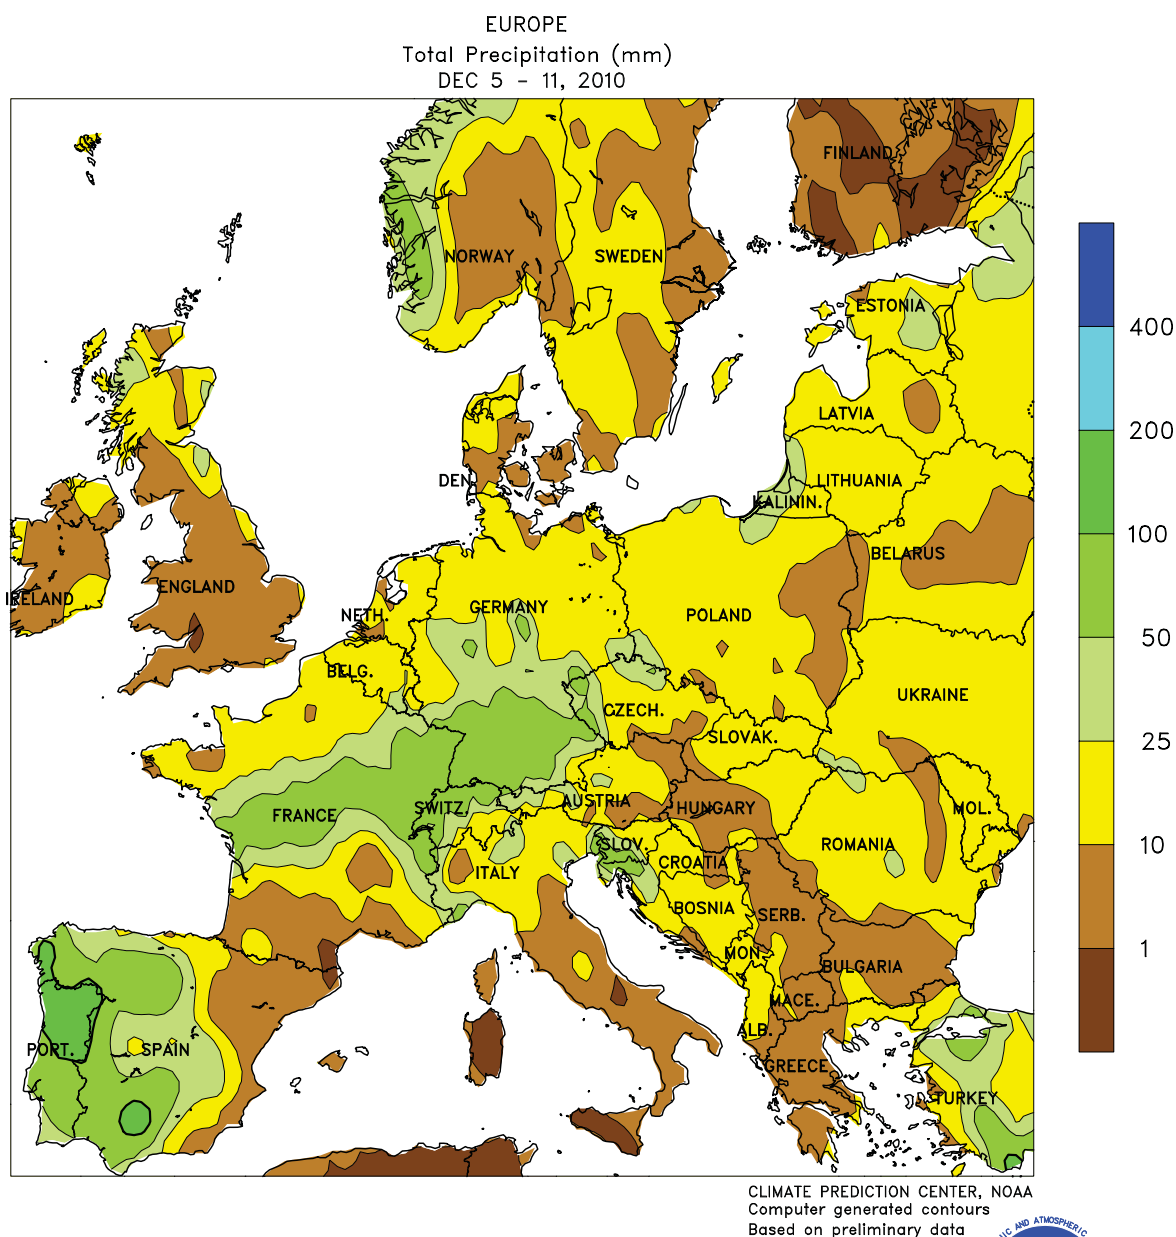 EUROPE
Total Precipitation (mm)
DEC 5 - 11, 2010
FINLAND
NORWAY
SWEDEN
ESTONIA
400
LATVIA
200
DEN.
LITHUANIA
KALININ.
100
BELARUS
IRELAND
ENGLAND
NETH.
GERMANY
POLAND
50
BELG.
UKRAINE
CZECH.
SLOVAK.
25
FRANCE
SWITZ.
AUSTRIA
HUNGARY
MOL.
SLOV.
ROMANIA
10
ITALY
CROATIA
BOSNIA
SERB.
MON.
1
BULGARIA
MACE.
ALB.
PORT.
SPAIN
GREECE
TURKEY
CLIMATE PREDICTION CENTER, NOAA
Computer generated contours
Based on preliminary data
NIC AND ATMOSPHERIC